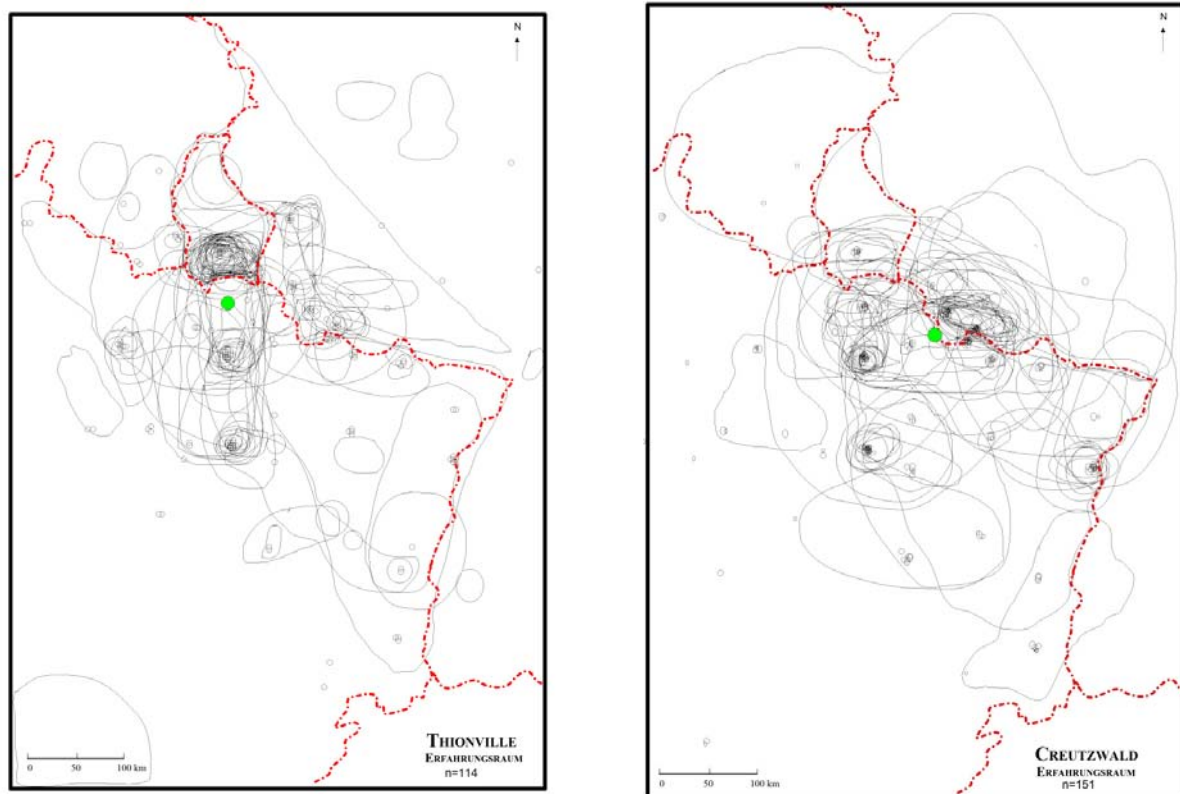 N
THIONVILLE
ERFAHRUNGSRAUM
n=114
0 50 100 km
N
CREUTZWALD
ERFAHRUNGSRAUM
n=151
0 50 100 km